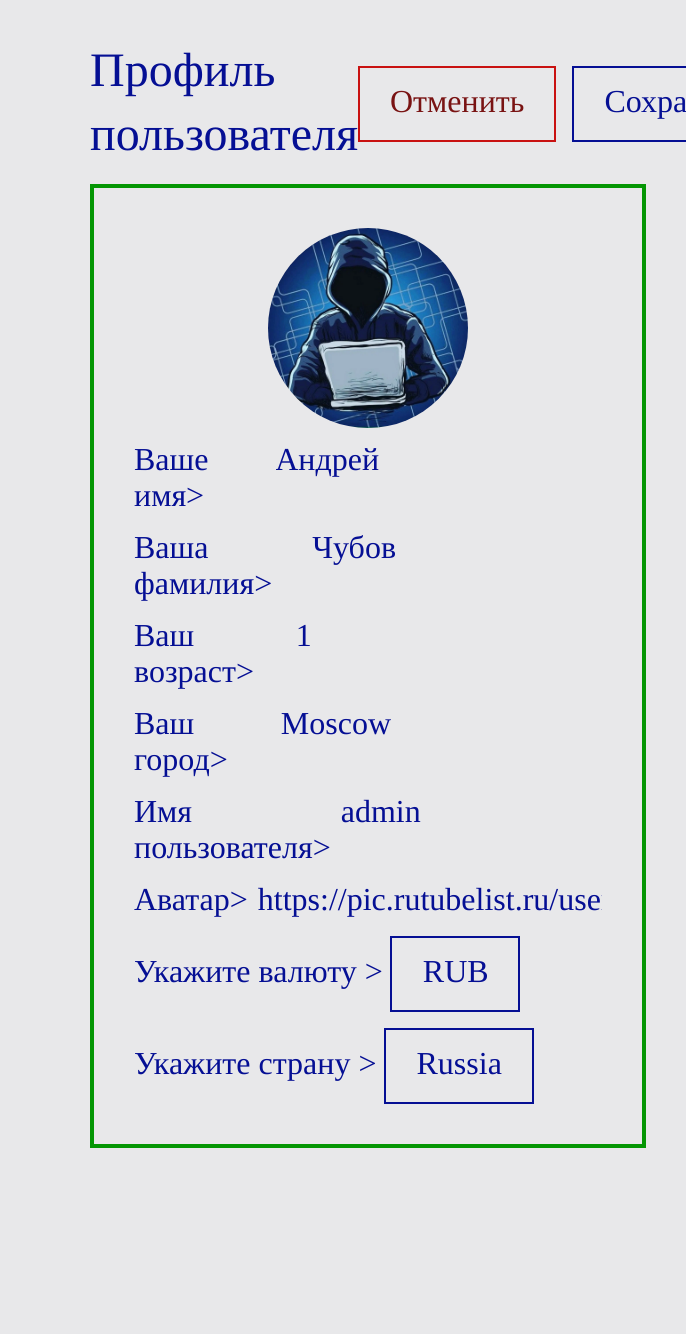 Профиль
пользователя
Отменить
Сохра
Ваше Андрей
имя>
Ваша Чубов
фамилия>
Ваш 1
возраст>
Ваш Moscow
город>
Имя admin
пользователя>
Аватар> https://pic.rutubelist.ru/use
Укажите валюту > RUB
Укажите страну > Russia